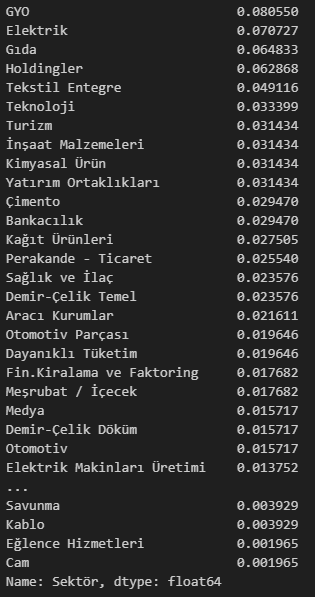 GYO 0.080550
Elektrik 0.070727
Gıda 0.064833
Holdingler 0.062868
Tekstil Entegre 0.049116
Teknoloji 0.033399
Turizm 0.031434
İnşaat Malzemeleri 0.031434
Kimyasal Ürün 0.031434
Yatırım Ortaklıkları 0.031434
Çimento 0.029470
Bankacılık 0.029470
Kağıt Ürünleri 0.027505
Perakande - Ticaret 0.025540
Sağlık ve İlaç 0.023576
Demir-Çelik Temel 0.023576
Aracı Kurumlar 0.021611
Otomotiv Parçası 0.019646
Dayanıklı Tüketim 0.019646
Fin.Kiralama ve Faktoring 0.017682
Meşrubat / İçecek 0.017682
Medya 0.015717
Demir-Çelik Döküm 0.015717
Otomotiv 0.015717
Elektrik Makinları Üretimi 0.013752
...
Savunma 0.003929
Kablo 0.003929
Eğlence Hizmetleri 0.001965
Cam 0.001965
Name: Sektör, dtype: float64